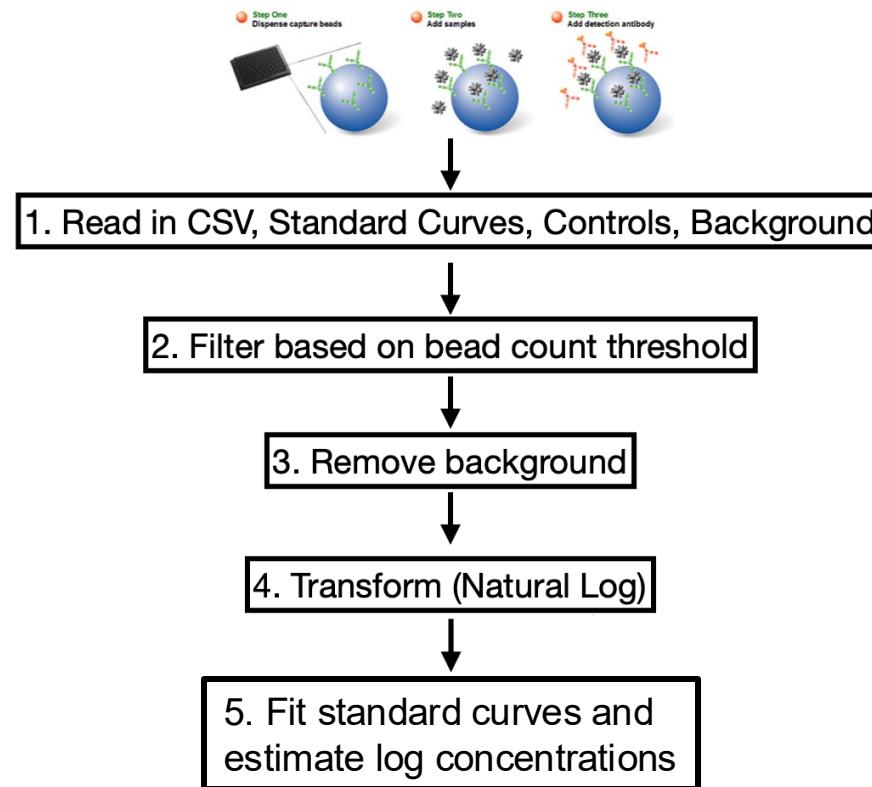 Step One
Dispense capture beads
Step Two
Add samples
Step Three
Add detection antibody
1. Read in CSV, Standard Curves, Controls, Background
2. Filter based on bead count threshold
3. Remove background
4. Transform (Natural Log)
5. Fit standard curves and
estimate log concentrations